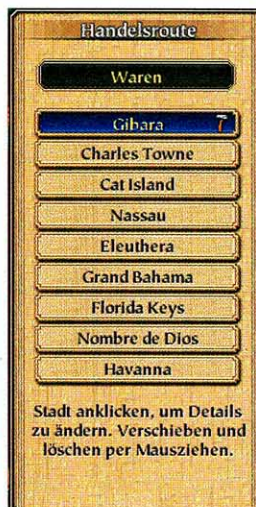 Handelsroute
Waren
Gibara
Charles Towne
Cat Island
Nassau
Eleuthera
Grand Bahama
Florida Keys
Nombre de Dios
Havanna
Stadt anklicken, um Details
zu ändern. Verschieben und
löschen per Mausziehen.